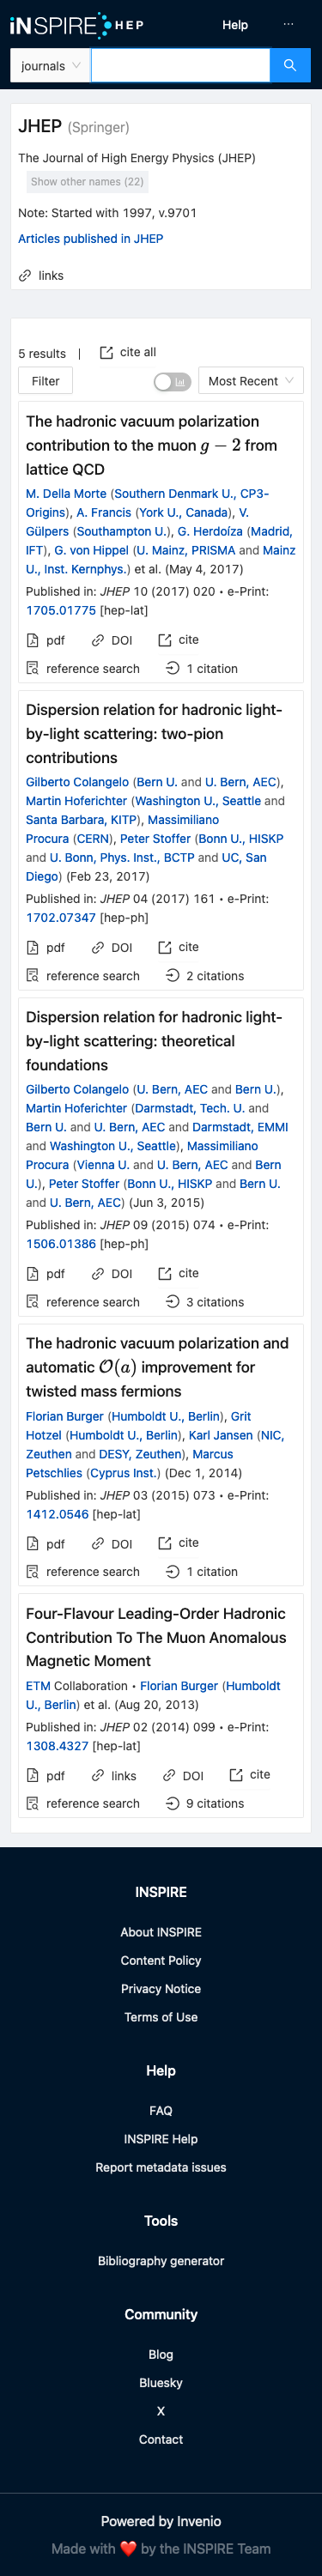 iNSPIRE HEP
Help
···
journals
JHEP (Springer)
The Journal of High Energy Physics (JHEP)
Show other names (22)
Note: Started with 1997, v.9701
Articles published in JHEP
links
5 results | cite all
Filter
Most Recent
The hadronic vacuum polarization
contribution to the muon g − 2 from
lattice QCD
M. Della Morte (Southern Denmark U., CP3-
Origins), A. Francis (York U., Canada), V.
Gülpers (Southampton U.), G. Herdoíza (Madrid,
IFT), G. von Hippel (U. Mainz, PRISMA and Mainz
U., Inst. Kernphys.) et al. (May 4, 2017)
Published in: JHEP 10 (2017) 020 • e-Print:
1705.01775 [hep-lat]
pdf DOI cite
reference search 1 citation
Dispersion relation for hadronic light-
by-light scattering: two-pion
contributions
Gilberto Colangelo (Bern U. and U. Bern, AEC),
Martin Hoferichter (Washington U., Seattle and
Santa Barbara, KITP), Massimiliano
Procura (CERN), Peter Stoffer (Bonn U., HISKP
and U. Bonn, Phys. Inst., BCTP and UC, San
Diego) (Feb 23, 2017)
Published in: JHEP 04 (2017) 161 • e-Print:
1702.07347 [hep-ph]
pdf DOI cite
reference search 2 citations
Dispersion relation for hadronic light-
by-light scattering: theoretical
foundations
Gilberto Colangelo (U. Bern, AEC and Bern U.),
Martin Hoferichter (Darmstadt, Tech. U. and
Bern U. and U. Bern, AEC and Darmstadt, EMMI
and Washington U., Seattle), Massimiliano
Procura (Vienna U. and U. Bern, AEC and Bern
U.), Peter Stoffer (Bonn U., HISKP and Bern U.
and U. Bern, AEC) (Jun 3, 2015)
Published in: JHEP 09 (2015) 074 • e-Print:
1506.01386 [hep-ph]
pdf DOI cite
reference search 3 citations
The hadronic vacuum polarization and
automatic O(a) improvement for
twisted mass fermions
Florian Burger (Humboldt U., Berlin), Grit
Hotzel (Humboldt U., Berlin), Karl Jansen (NIC,
Zeuthen and DESY, Zeuthen), Marcus
Petschlies (Cyprus Inst.) (Dec 1, 2014)
Published in: JHEP 03 (2015) 073 • e-Print:
1412.0546 [hep-lat]
pdf DOI cite
reference search 1 citation
Four-Flavour Leading-Order Hadronic
Contribution To The Muon Anomalous
Magnetic Moment
ETM Collaboration • Florian Burger (Humboldt
U., Berlin) et al. (Aug 20, 2013)
Published in: JHEP 02 (2014) 099 • e-Print:
1308.4327 [hep-lat]
pdf links DOI cite
reference search 9 citations
INSPIRE
About INSPIRE
Content Policy
Privacy Notice
Terms of Use
Help
FAQ
INSPIRE Help
Report metadata issues
Tools
Bibliography generator
Community
Blog
Bluesky
X
Contact
Powered by Invenio
Made with ❤️ by the INSPIRE Team